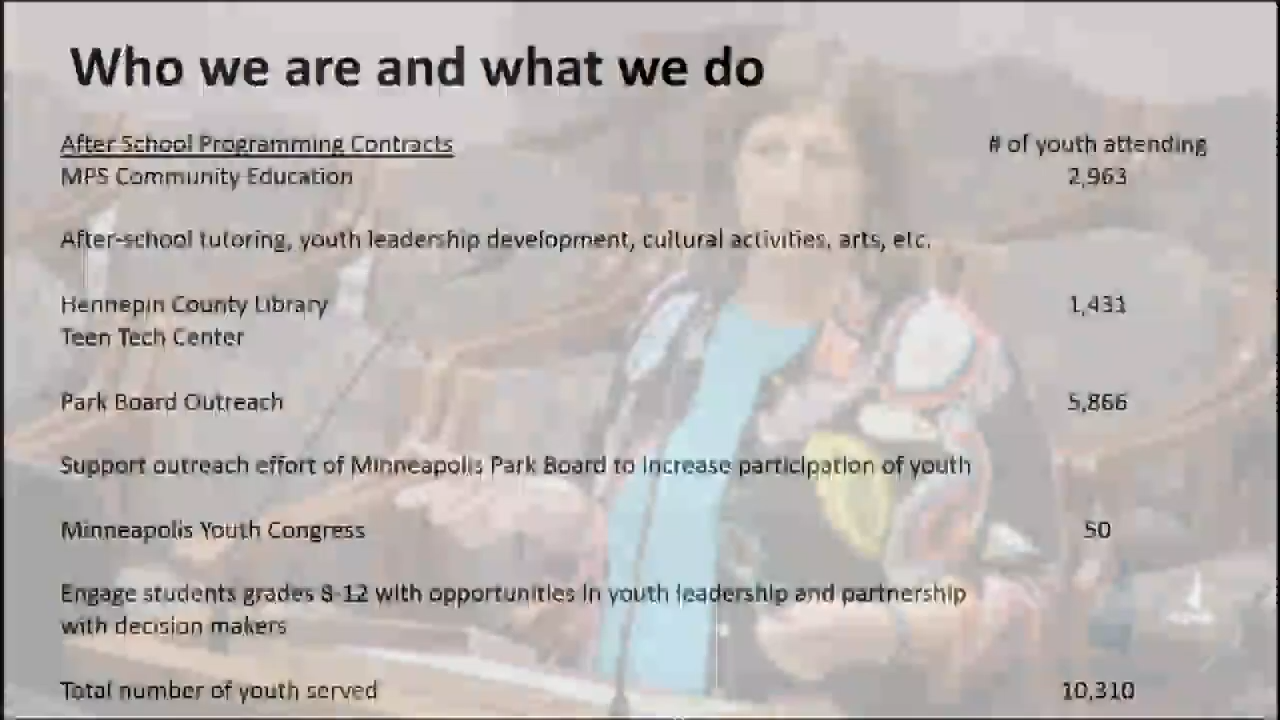 Who we are and what we do
After School Programming Contracts # of youth attending
MPS Community Education 2,963
After-school tutoring, youth leadership development, cultural activities, arts, etc.
Hennepin County Library 1,431
Teen Tech Center
Park Board Outreach 5,866
Support outreach effort of Minneapolis Park Board to increase participation of youth
Minneapolis Youth Congress 50
Engage students grades 8-12 with opportunities in youth leadership and partnership
with decision makers
Total number of youth served 10,310